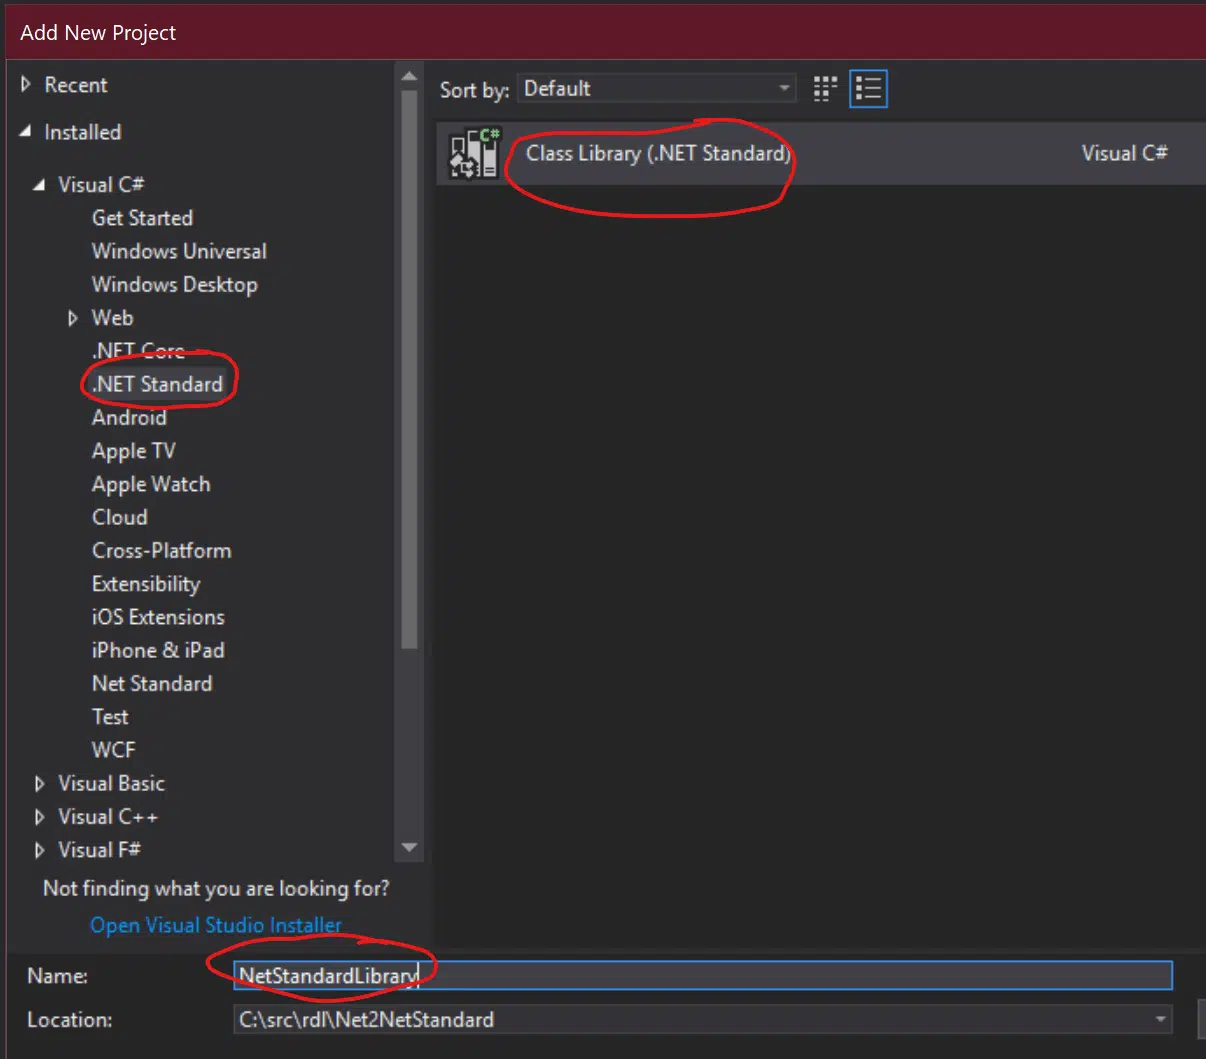 Add New Project
Recent
Installed
Visual C#
Get Started
Windows Universal
Windows Desktop
Web
.NET Core
.NET Standard
Android
Apple TV
Apple Watch
Cloud
Cross-Platform
Extensibility
iOS Extensions
iPhone & iPad
Net Standard
Test
WCF
Visual Basic
Visual C++
Visual F#
Not finding what you are looking for?
Open Visual Studio Installer
Sort by: Default
C#
Class Library (.NET Standard) Visual C#
Name: NetStandardLibrary
Location: C:\src\rdl\Net2NetStandard